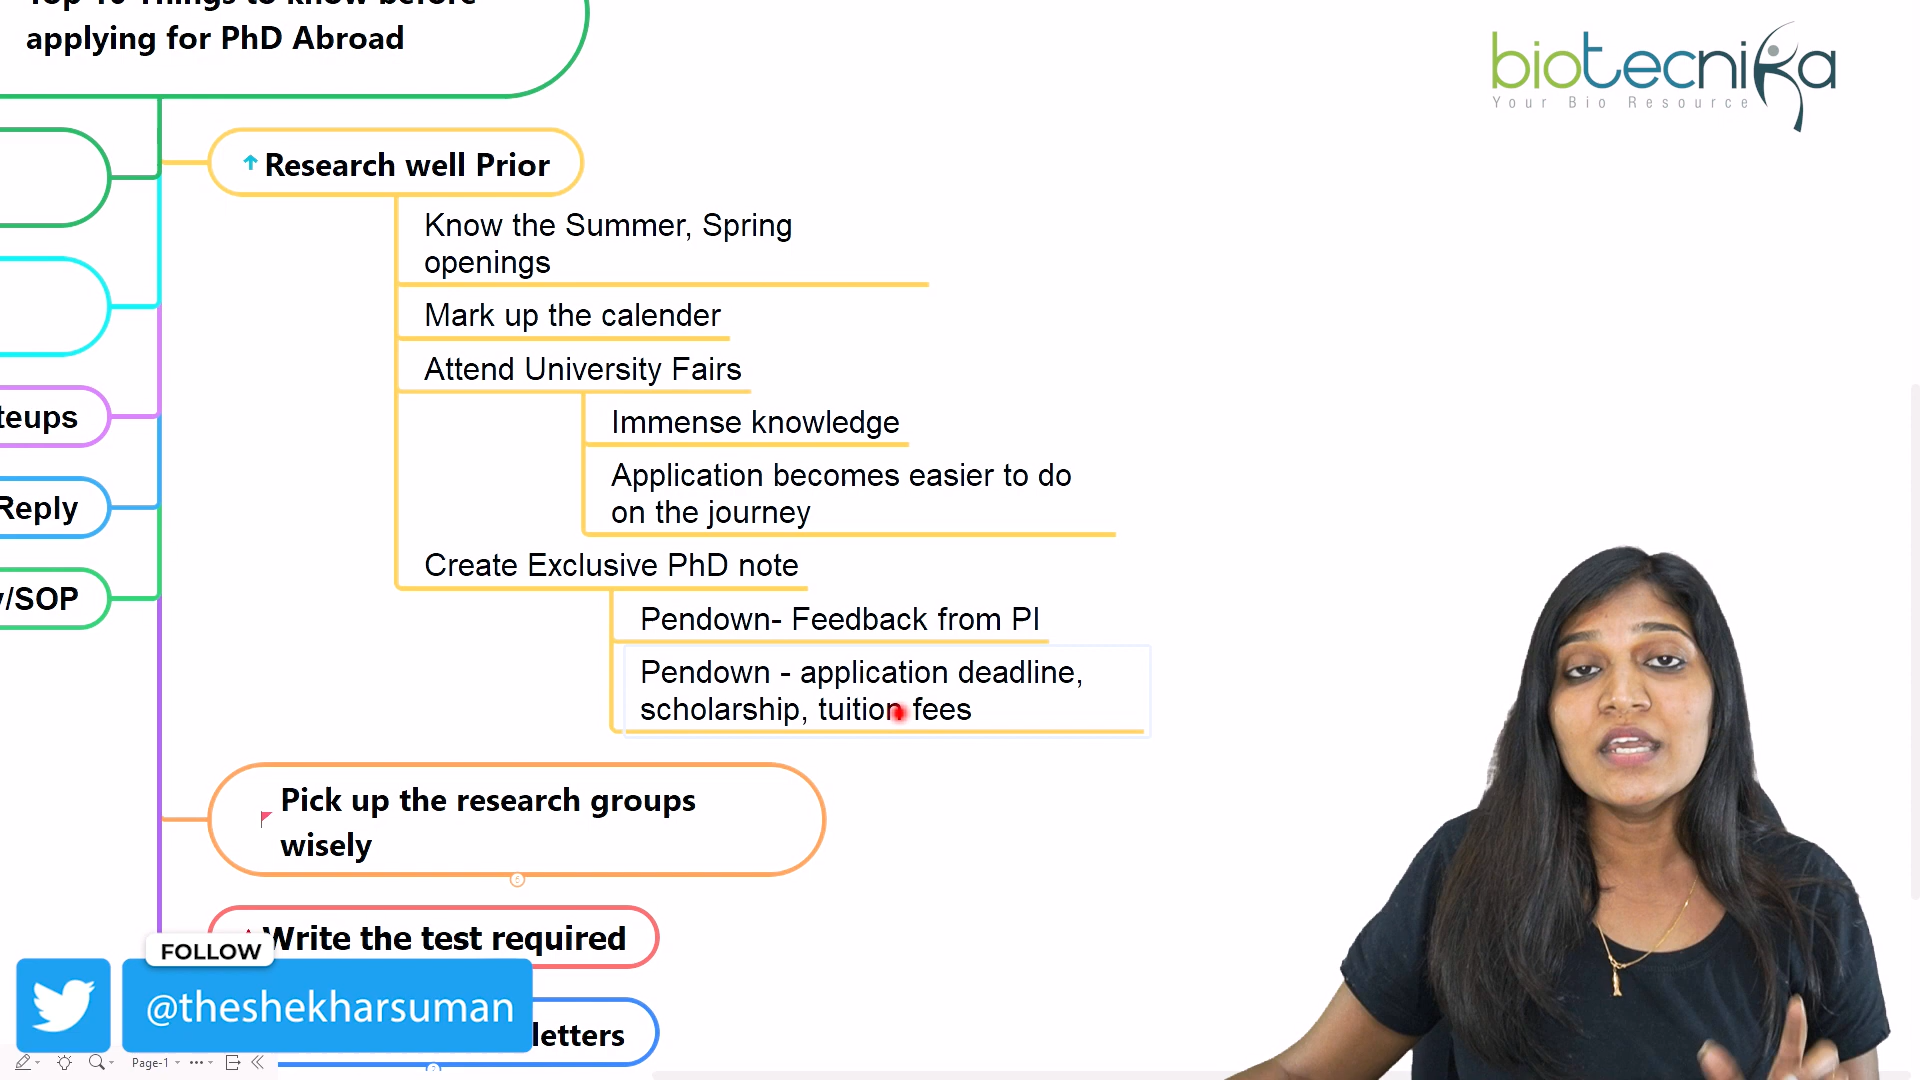 applying for PhD Abroad
biotecnika
Your Bio Resource
Research well Prior
Know the Summer, Spring
openings
Mark up the calender
Attend University Fairs
Immense knowledge
Application becomes easier to do
on the journey
Create Exclusive PhD note
Pendown- Feedback from PI
Pendown - application deadline,
scholarship, tuition fees
teups
Reply
/SOP
Pick up the research groups
wisely
Write the test required
letters
FOLLOW
@theshekharsuman
Page-1